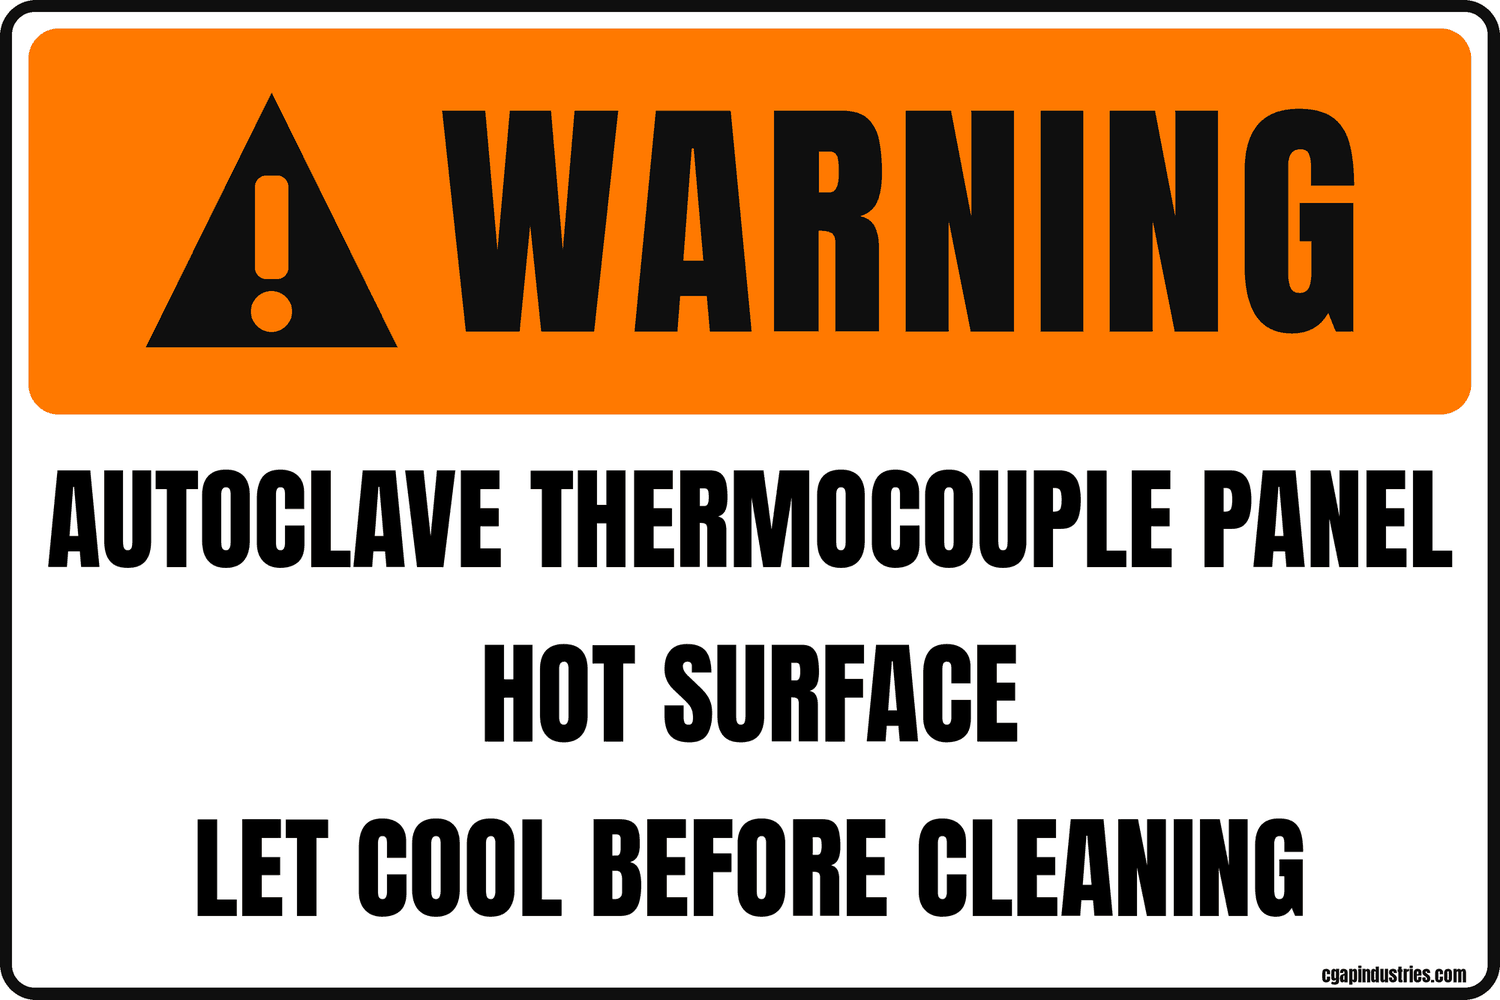 WARNING
AUTOCLAVE THERMOCOUPLE PANEL
HOT SURFACE
LET COOL BEFORE CLEANING
cgapindustries.com